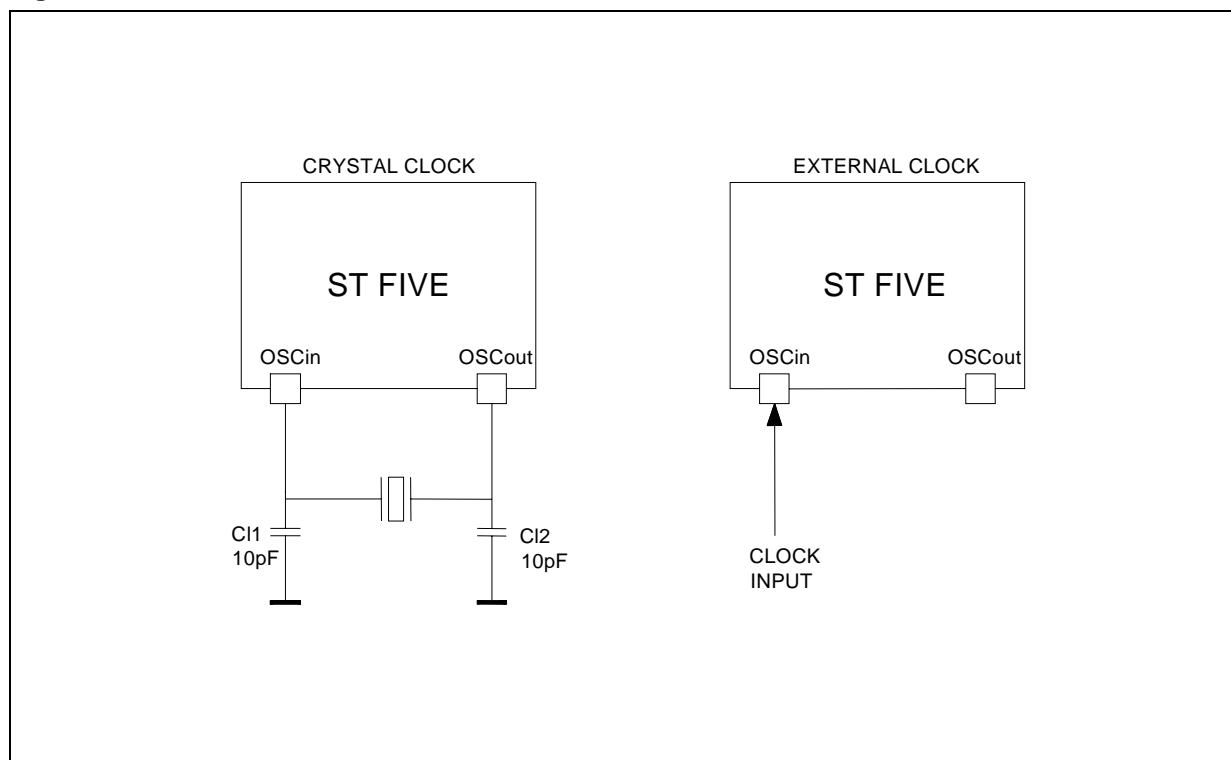 CRYSTAL CLOCK
ST FIVE
OSCin
OSCout
Cl1
10pF
Cl2
10pF
EXTERNAL CLOCK
ST FIVE
OSCin
OSCout
CLOCK
INPUT